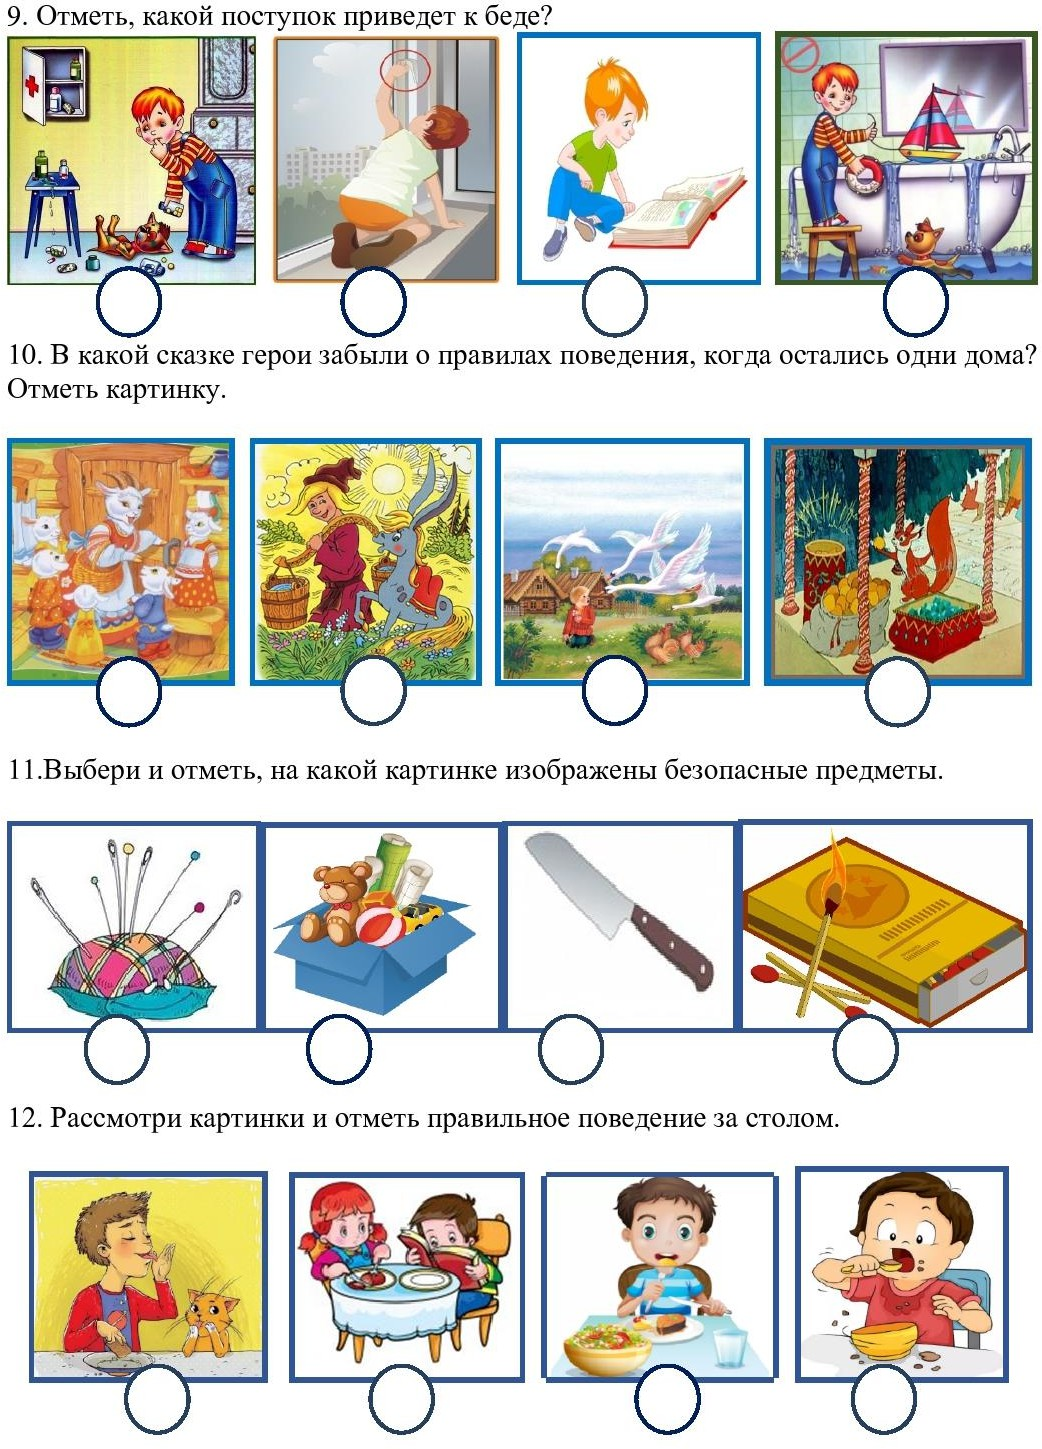 9. Отметь, какой поступок приведет к беде?
10. В какой сказке герои забыли о правилах поведения, когда остались одни дома?
Отметь картинку.
11.Выбери и отметь, на какой картинке изображены безопасные предметы.
12. Рассмотри картинки и отметь правильное поведение за столом.